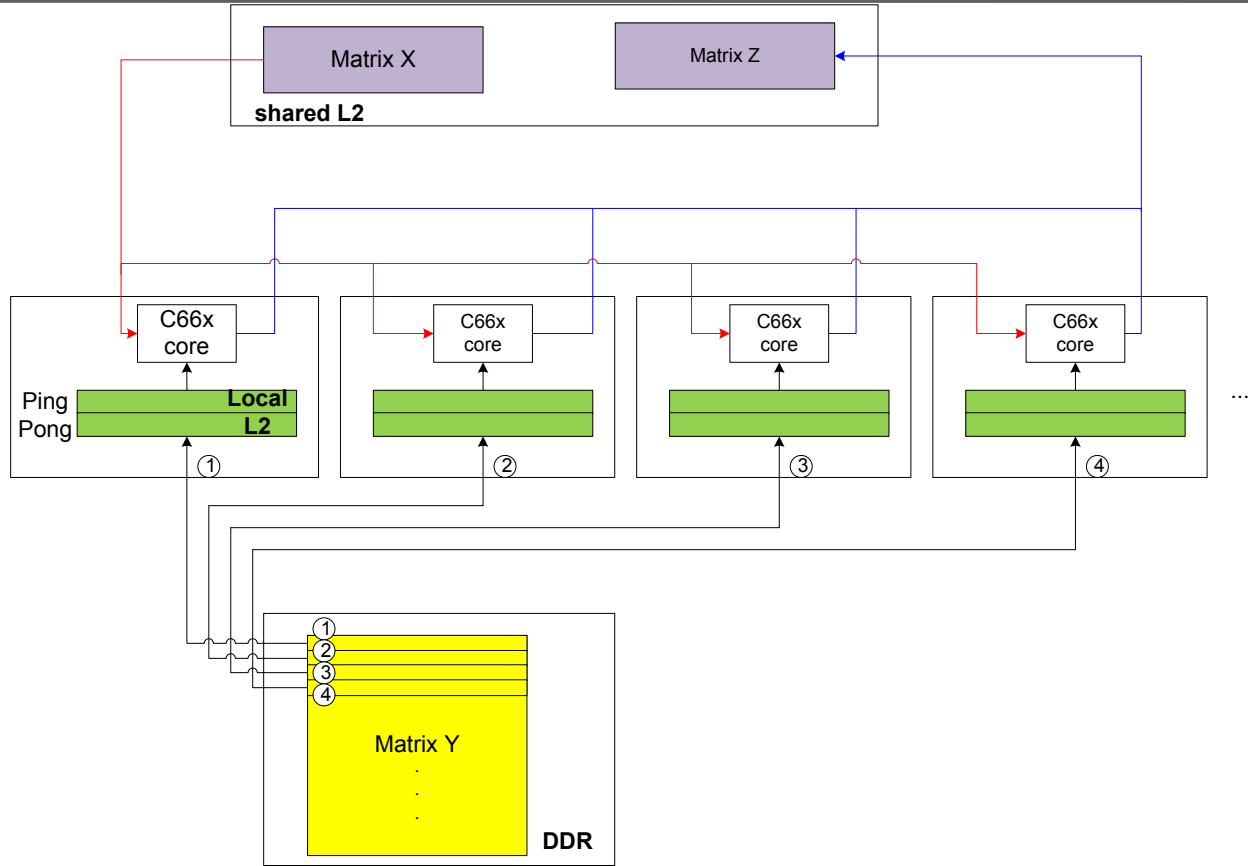 Matrix X
Matrix Z
shared L2
C66x
core
C66x
core
C66x
core
C66x
core
Ping
Local
Pong
L2
...
1
2
3
4
1
2
3
4
Matrix Y
.
.
.
DDR